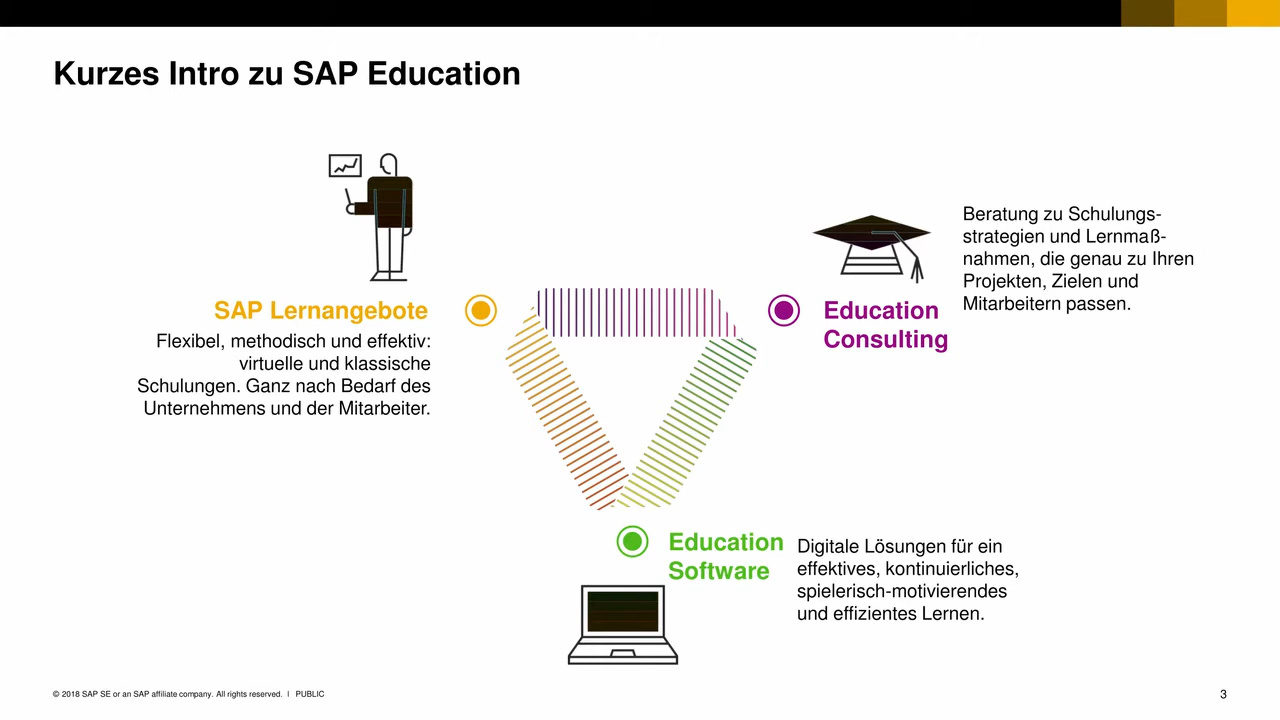 Kurzes Intro zu SAP Education
SAP Lernangebote
Flexibel, methodisch und effektiv:
virtuelle und klassische
Schulungen. Ganz nach Bedarf des
Unternehmens und der Mitarbeiter.
Education
Consulting
Beratung zu Schulungs-
strategien und Lernmaß-
nahmen, die genau zu Ihren
Projekten, Zielen und
Mitarbeitern passen.
Education
Software
Digitale Lösungen für ein
effektives, kontinuierliches,
spielerisch-motivierendes
und effizientes Lernen.
© 2018 SAP SE or an SAP affiliate company. All rights reserved. ǀ PUBLIC
3